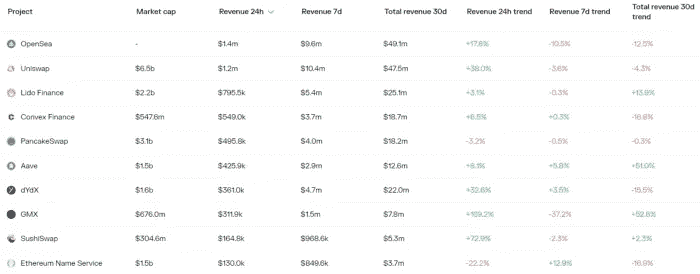 Project Market cap Revenue 24h Revenue 7d Total revenue 30d Revenue 24h trend Revenue 7d trend Total revenue 30d trend
OpenSea - $1.4m $9.6m $49.1m +17.8% -10.5% -12.5%
Uniswap $6.5b $1.2m $10.4m $47.5m +38.0% -3.6% -4.3%
Lido Finance $2.2b $795.5k $5.4m $25.1m +3.1% -0.3% +13.9%
Convex Finance $547.6m $549.0k $3.7m $18.7m +6.5% +0.3% -16.8%
PancakeSwap $3.1b $495.8k $4.0m $18.2m -3.2% -0.5% -0.3%
Aave $1.5b $425.9k $2.9m $12.6m +8.1% +5.8% +51.0%
dYdX $1.6b $361.0k $4.7m $22.0m +32.6% +3.5% -15.5%
GMX $676.0m $311.9k $1.5m $7.8m +169.2% -37.2% +52.8%
SushiSwap $304.6m $164.8k $968.6k $5.3m +72.9% -2.3% +2.3%
Ethereum Name Service $1.5b $130.0k $849.6k $3.7m -22.2% +12.9% -16.9%